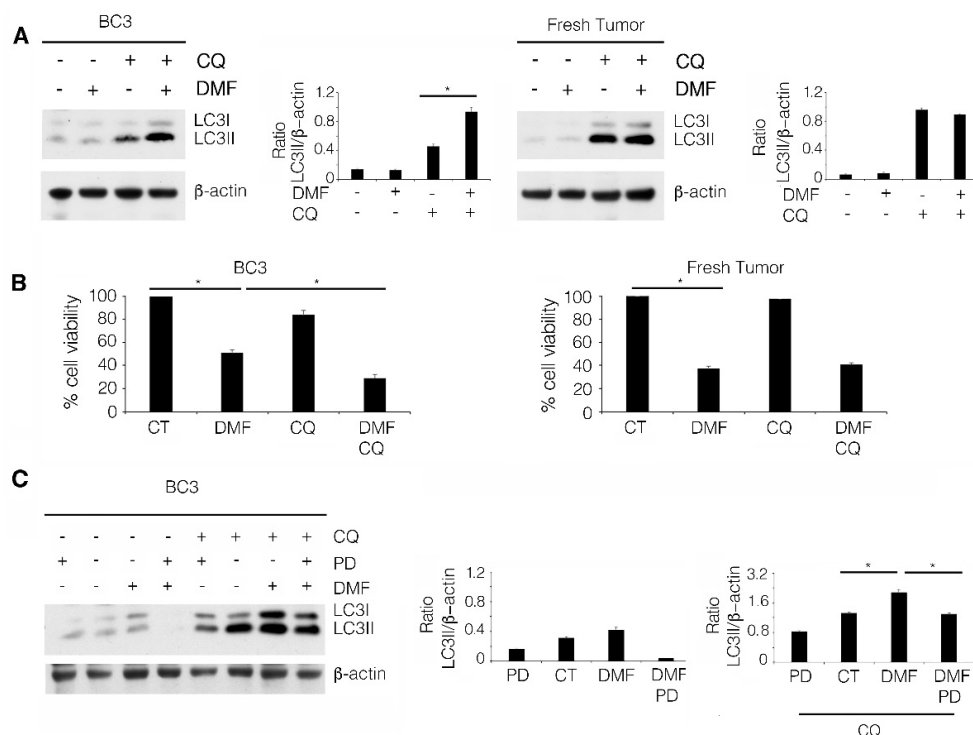 A
BC3
- - + + CQ
- + - + DMF
LC3I
LC3II
β-actin
Ratio
LC3II/β-actin
1.2
0.8
0.4
0
*
DMF - + - +
CQ - - + +
Fresh Tumor
- - + + CQ
- + - + DMF
LC3I
LC3II
β-actin
Ratio
LC3II/β-actin
1.2
0.8
0.4
0
DMF - + - +
CQ - - + +
B
BC3
% cell viability
100
80
60
40
20
0
* *
CT DMF CQ DMF
CQ
Fresh Tumor
% cell viability
100
80
60
40
20
0
*
CT DMF CQ DMF
CQ
C
BC3
- - - - + + + + CQ
+ - - + + - - + PD
- - + + - - + + DMF
LC3I
LC3II
β-actin
Ratio
LC3II/β-actin
1.2
0.4
0
PD CT DMF DMF
PD
Ratio
LC3II/β-actin
3.2
1.6
0.8
0
* *
PD CT DMF DMF
PD
CQ